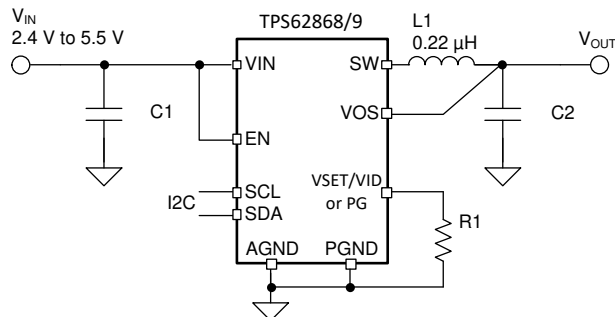 TPS62868/9
VIN
2.4 V to 5.5 V
L1
0.22 µH
VOUT
VIN
SW
C1
VOS
C2
EN
VSET/VID
or PG
I2C
SCL
SDA
R1
AGND
PGND